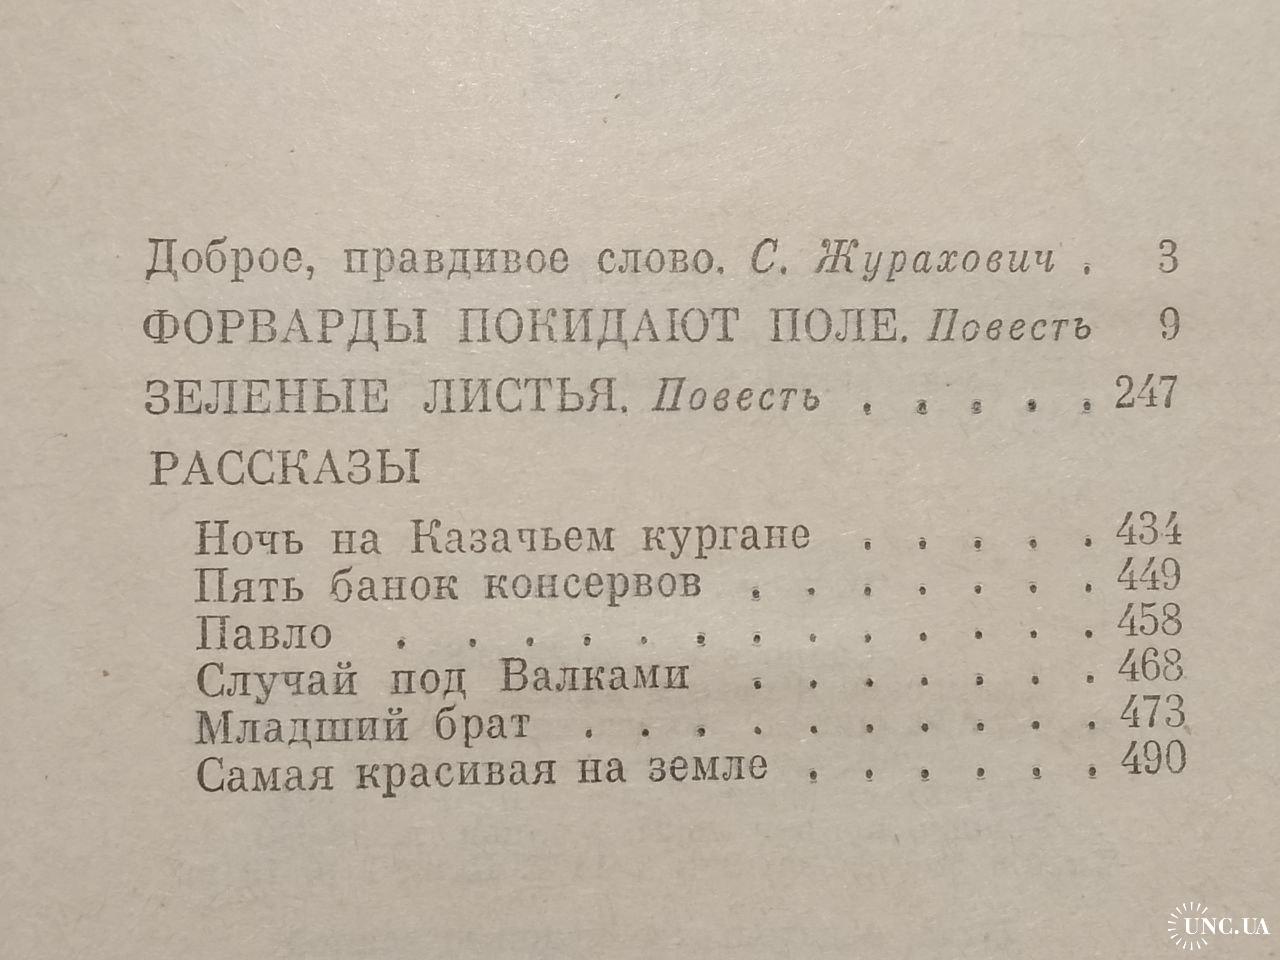 Доброе, правдивое слово. С. Журахович . 3
ФОРВАРДЫ ПОКИДАЮТ ПОЛЕ. Повесть 9
ЗЕЛЕНЫЕ ЛИСТЬЯ. Повесть . . . . . 247
РАССКАЗЫ
Ночь на Казачьем кургане . . . . . 434
Пять банок консервов . . . . . . . 449
Павло . . . . . . . . . . . . 458
Случай под Валками . . . . . . . 468
Младший брат . . . . . . . . . . 473
Самая красивая на земле . . . . . . 490
UNC.UA